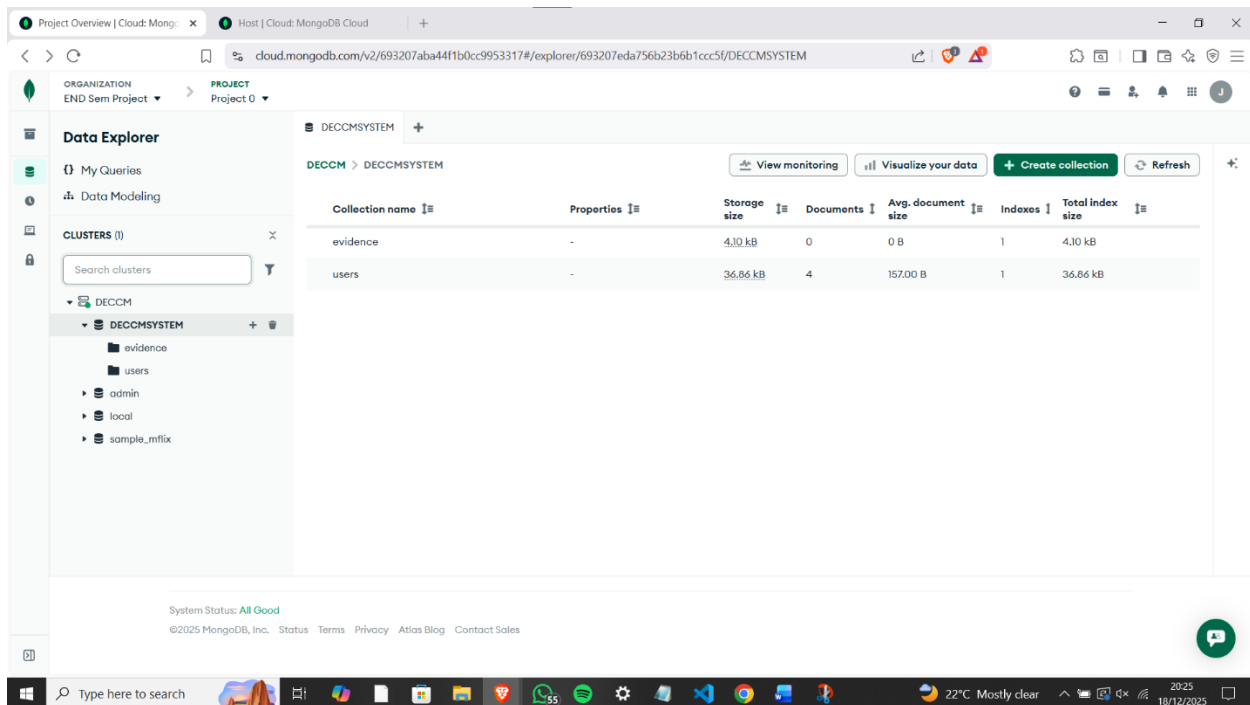 Project Overview | Cloud: Mongo
Host | Cloud: MongoDB Cloud
cloud.mongodb.com/v2/693207aba44f1b0cc9953317#/explorer/693207eda756b23b6b1ccc5f/DECCMSYSTEM
ORGANIZATION
END Sem Project
PROJECT
Project 0
J
Data Explorer
My Queries
Data Modeling
CLUSTERS (1)
Search clusters
DECCM
DECCMSYSTEM
evidence
users
admin
local
sample_mflix
DECCMSYSTEM
DECCM > DECCMSYSTEM
View monitoring
Visualize your data
+ Create collection
Refresh
Collection name Properties Storage size Documents Avg. document size Indexes Total index size
evidence - 4.10 kB 0 0 B 1 4.10 kB
users - 36.86 kB 4 157.00 B 1 36.86 kB
System Status: All Good
©2025 MongoDB, Inc. Status Terms Privacy Atlas Blog Contact Sales
Type here to search
55
22°C Mostly clear
20:25
18/12/2025